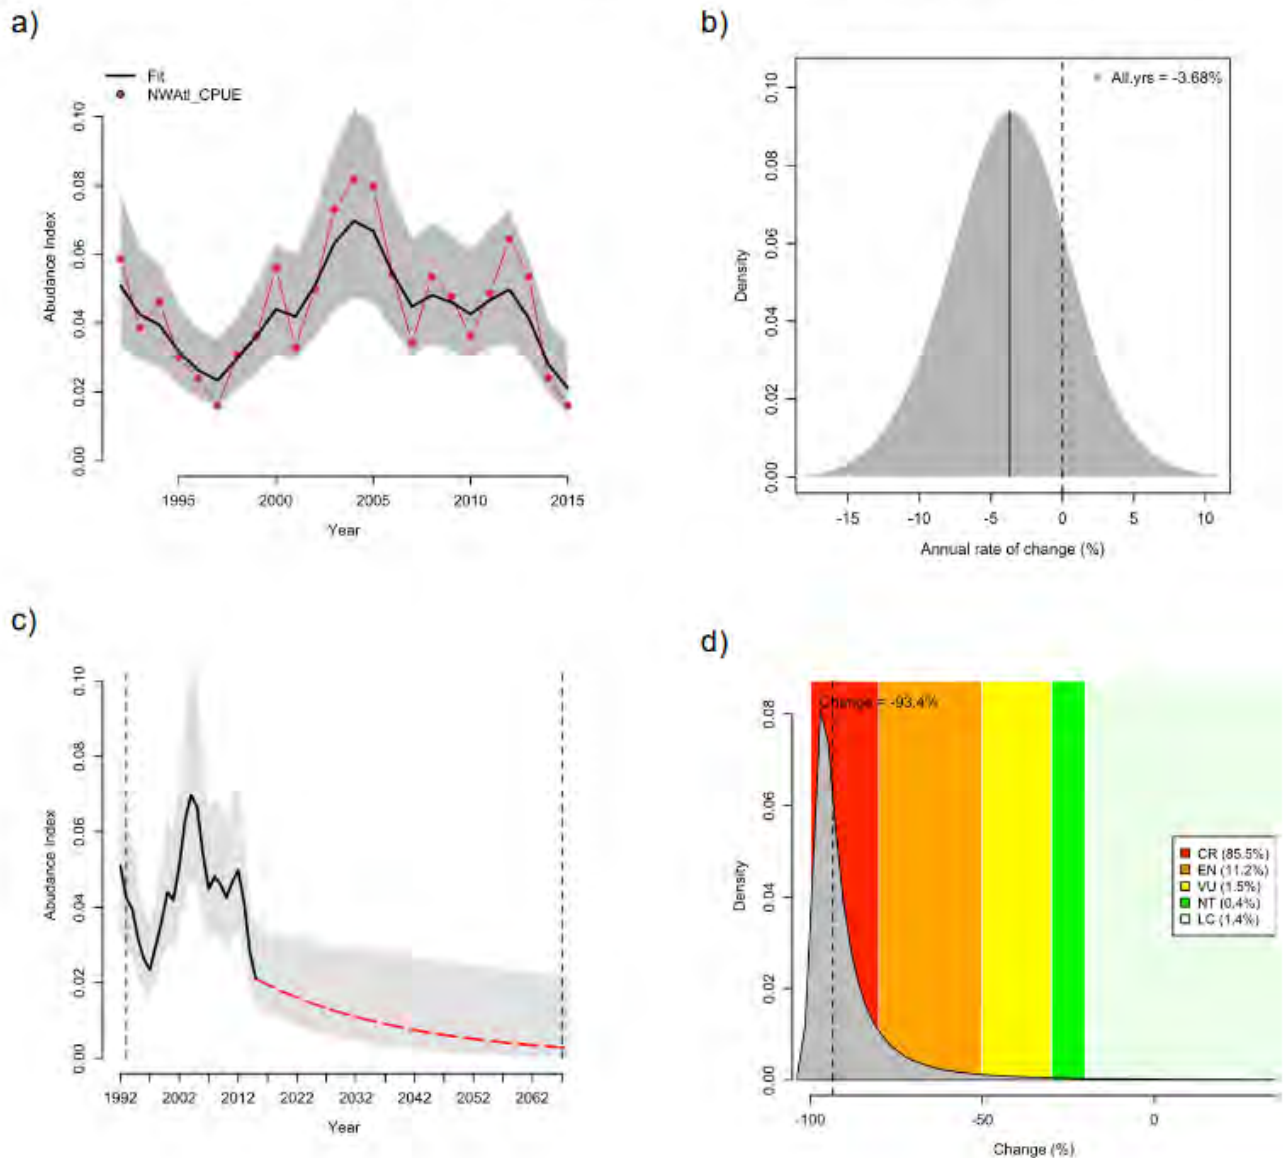 a)
Fit
NWAtl_CPUE
Abudance Index
0.00
0.02
0.04
0.06
0.08
0.10
1995
2000
2005
2010
2015
Year
b)
All.yrs = -3.68%
Density
0.00
0.02
0.04
0.06
0.08
0.10
-15
-10
-5
0
5
10
Annual rate of change (%)
c)
Abudance Index
0.00
0.02
0.04
0.06
0.08
0.10
1992
2002
2012
2022
2032
2042
2052
2062
Year
d)
Change = -93.4%
Density
0.00
0.02
0.04
0.06
0.08
CR (85.5%)
EN (11.2%)
VU (1.5%)
NT (0.4%)
LC (1.4%)
-100
-50
0
Change (%)